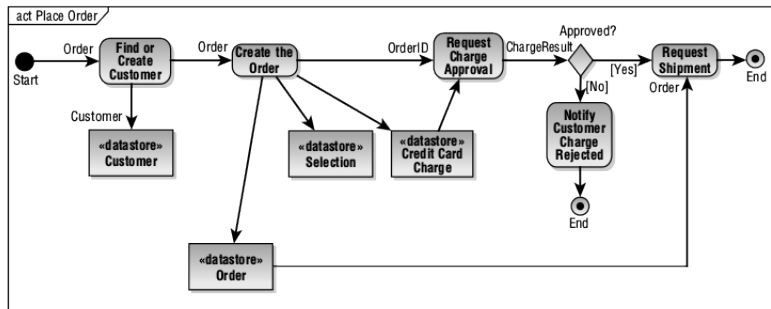 act Place Order
Order
Start
Find or
Create
Customer
Order
Create the
Order
OrderID
Request
Charge
Approval
ChargeResult
Approved?
[Yes]
[No]
Request
Shipment
Order
End
Customer
«datastore»
Customer
«datastore»
Selection
«datastore»
Credit Card
Charge
Notify
Customer
Charge
Rejected
End
«datastore»
Order